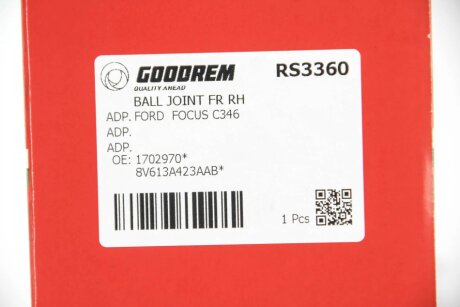 GOODREM RS3360
QUALITY AHEAD
BALL JOINT FR RH
ADP. FORD FOCUS C346
ADP.
ADP.
OE: 1702970*
8V613A423AAB*
1 Pcs